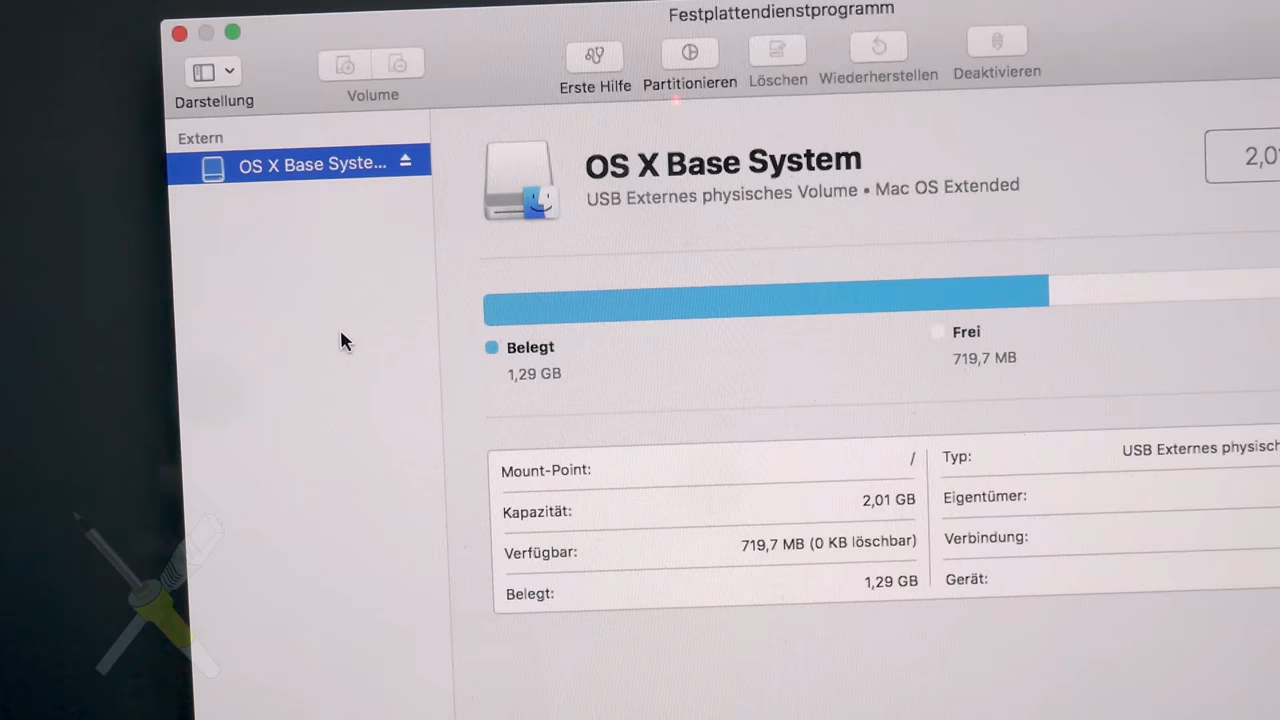 Festplattendienstprogramm
Darstellung
Volume
Erste Hilfe
Partitionieren
Löschen
Wiederherstellen
Deaktivieren
Extern
OS X Base Syste...
OS X Base System
USB Externes physisches Volume • Mac OS Extended
2,0
Belegt
1,29 GB
Frei
719,7 MB
Mount-Point: /
Kapazität: 2,01 GB
Verfügbar: 719,7 MB (0 KB löschbar)
Belegt: 1,29 GB
Typ: USB Externes physisch
Eigentümer:
Verbindung:
Gerät: